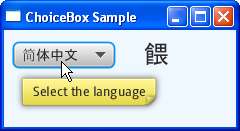 ChoiceBox Sample
简体中文
餵
Select the language